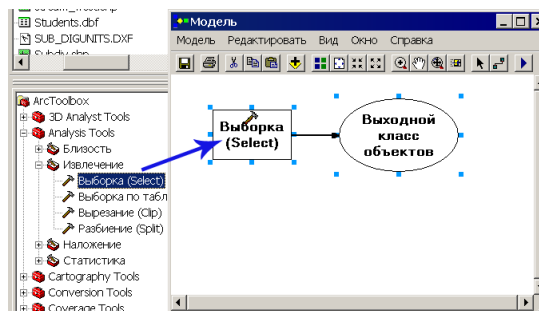 Students.dbf
SUB_DIGUNITS.DXF
Subdiv.shp
ArcToolbox
3D Analyst Tools
Analysis Tools
Близость
Извлечение
Выборка (Select)
Выборка по табл
Вырезание (Clip)
Разбиение (Split)
Наложение
Статистика
Cartography Tools
Conversion Tools
Coverage Tools
Модель
Модель Редактировать Вид Окно Справка
Выборка
(Select)
Выходной
класс
объектов